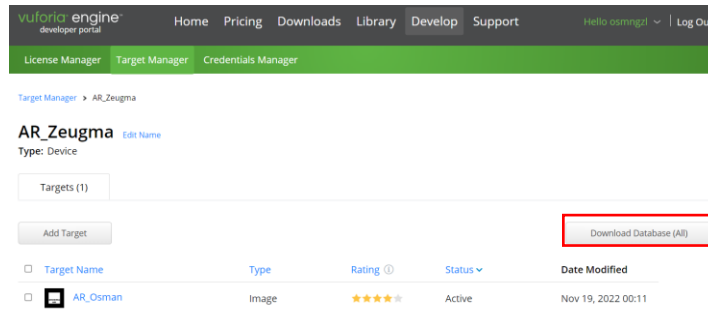 vuforia engine™ Home Pricing Downloads Library Develop Support Hello osmngzl | Log Ou
developer portal
License Manager Target Manager Credentials Manager
Target Manager > AR_Zeugma
AR_Zeugma Edit Name
Type: Device
Targets (1)
Add Target Download Database (All)
Target Name Type Rating Status Date Modified
AR_Osman Image Active Nov 19, 2022 00:11